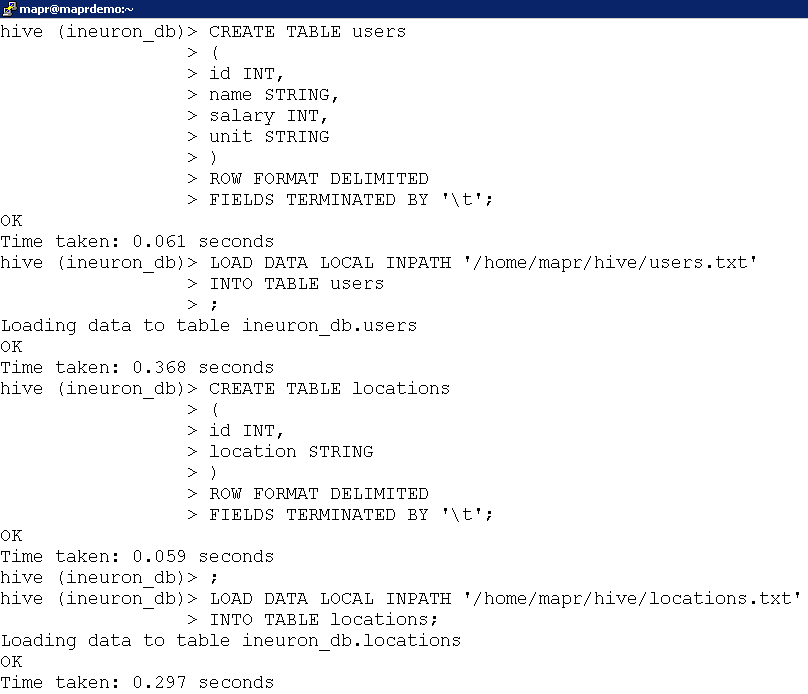 mapr@maprdemo:~
hive (ineuron_db)> CREATE TABLE users
> (
> id INT,
> name STRING,
> salary INT,
> unit STRING
> )
> ROW FORMAT DELIMITED
> FIELDS TERMINATED BY '\t';
OK
Time taken: 0.061 seconds
hive (ineuron_db)> LOAD DATA LOCAL INPATH '/home/mapr/hive/users.txt'
> INTO TABLE users
> ;
Loading data to table ineuron_db.users
OK
Time taken: 0.368 seconds
hive (ineuron_db)> CREATE TABLE locations
> (
> id INT,
> location STRING
> )
> ROW FORMAT DELIMITED
> FIELDS TERMINATED BY '\t';
OK
Time taken: 0.059 seconds
hive (ineuron_db)> ;
hive (ineuron_db)> LOAD DATA LOCAL INPATH '/home/mapr/hive/locations.txt'
> INTO TABLE locations;
Loading data to table ineuron_db.locations
OK
Time taken: 0.297 seconds